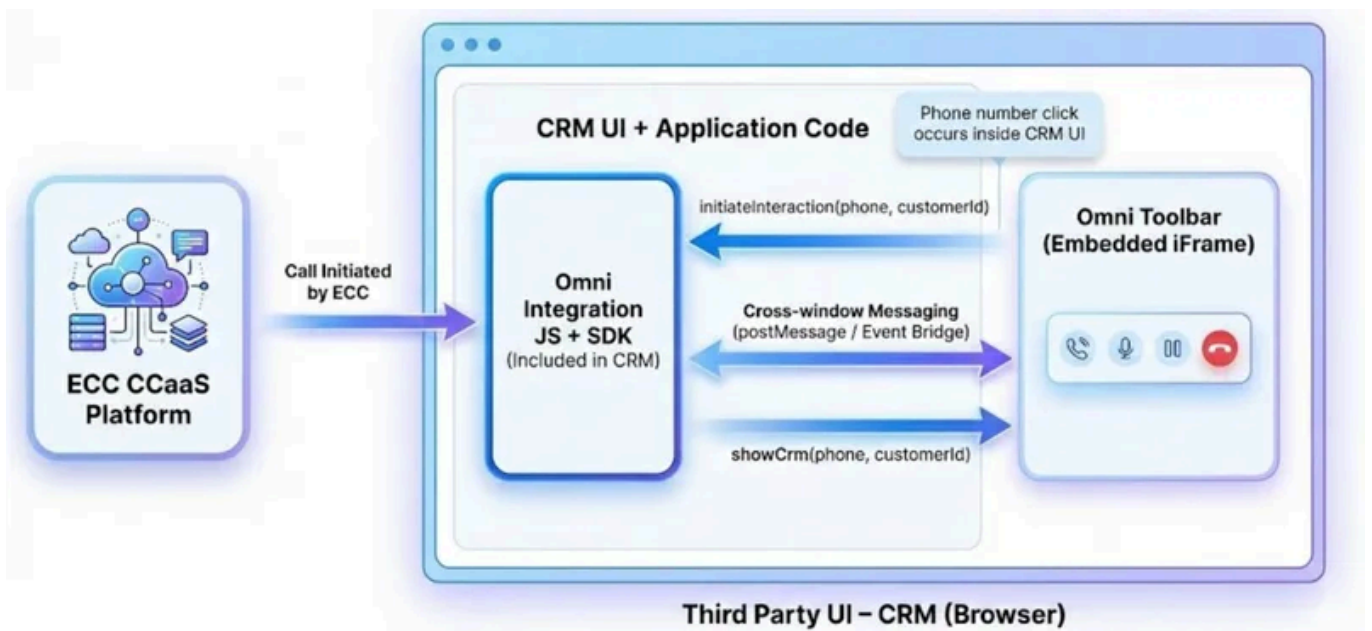 Phone number click
occurs inside CRM UI
CRM UI + Application Code
initiateInteraction(phone, customerId)
Omni Toolbar
(Embedded iFrame)
Call Initiated
by ECC
Omni
Integration
JS + SDK
(Included in CRM)
Cross-window Messaging
(postMessage / Event Bridge)
ECC CCaaS
Platform
showCrm(phone, customerId)
Third Party UI – CRM (Browser)